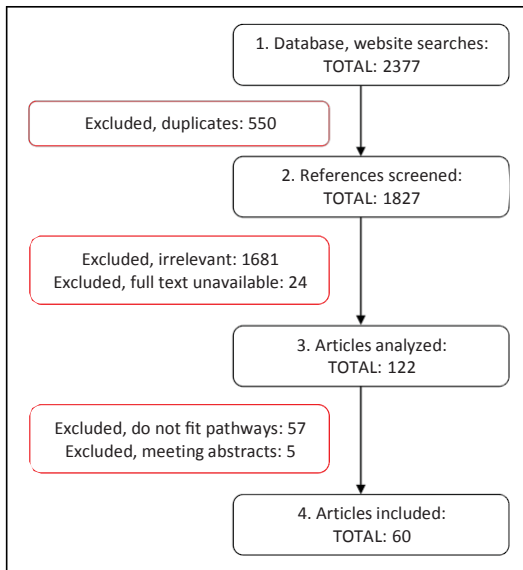 1. Database, website searches:
TOTAL: 2377
Excluded, duplicates: 550
2. References screened:
TOTAL: 1827
Excluded, irrelevant: 1681
Excluded, full text unavailable: 24
3. Articles analyzed:
TOTAL: 122
Excluded, do not fit pathways: 57
Excluded, meeting abstracts: 5
4. Articles included:
TOTAL: 60